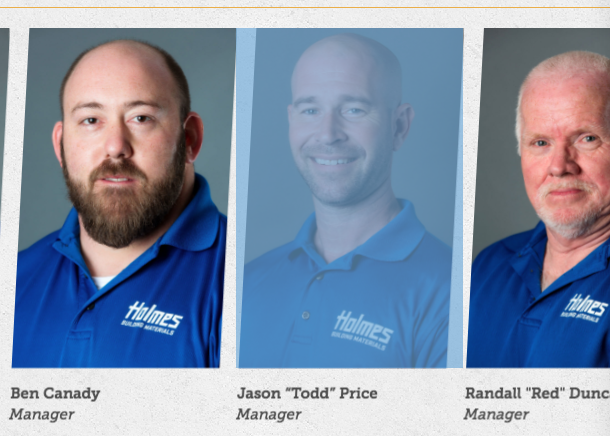 Holmes
BUILDING MATERIALS
Holmes
BUILDING MATERIALS
Holmes
BUILDING MATERIALS
Ben Canady
Manager
Jason “Todd” Price
Manager
Randall "Red" Dunc
Manager